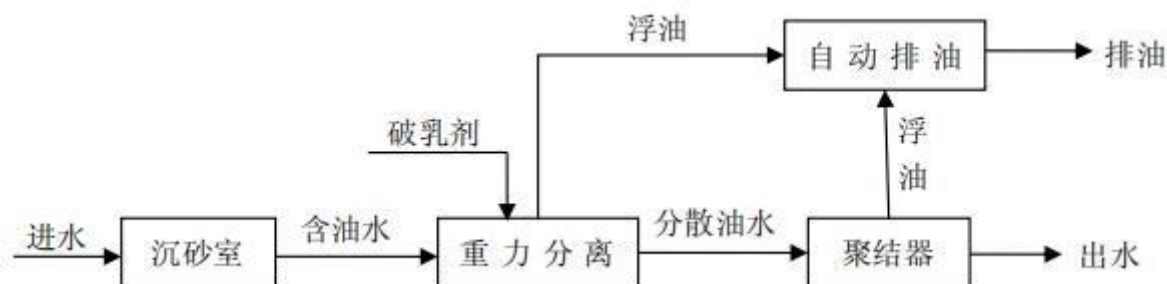 浮油
自动排油
排油
破乳剂
浮油
进水
沉砂室
含油水
重力分离
分散油水
聚结器
出水